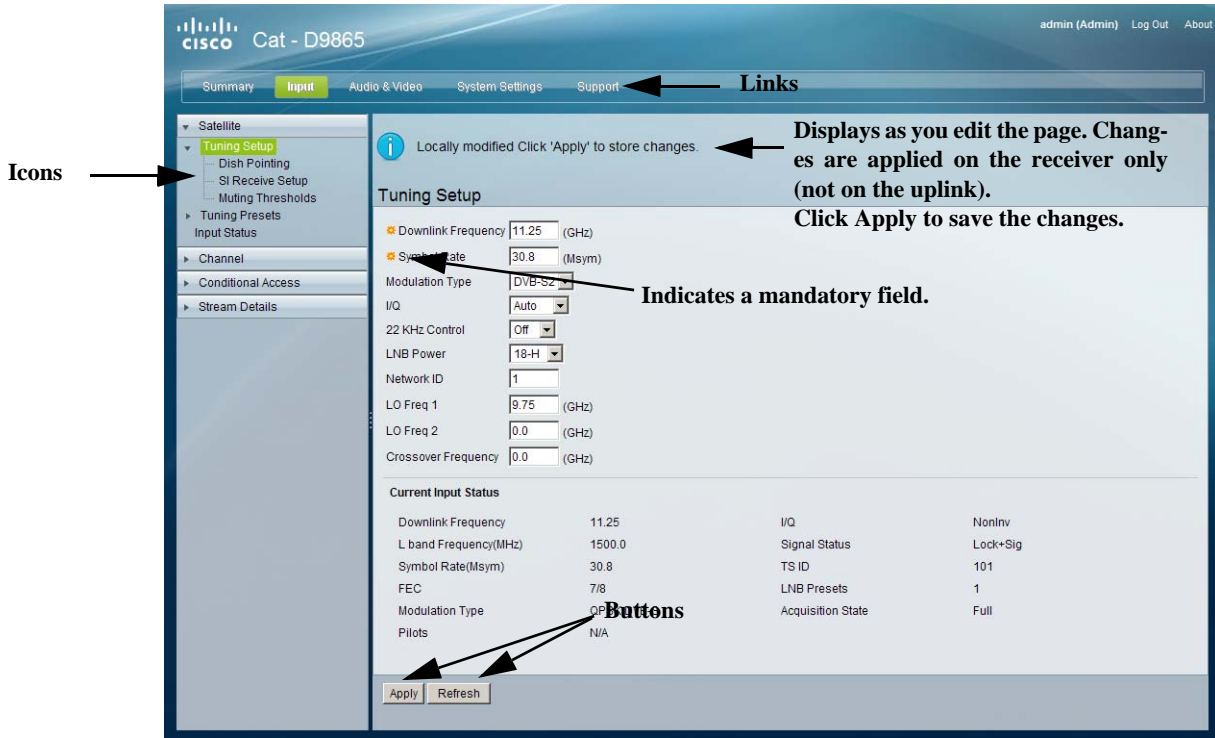 cisco Cat - D9865
admin (Admin) Log Out About
Summary Input Audio & Video System Settings Support
Links
Satellite
Tuning Setup
Dish Pointing
SI Receive Setup
Muting Thresholds
Tuning Presets
Input Status
Channel
Conditional Access
Stream Details
Icons
Locally modified Click 'Apply' to store changes.
Displays as you edit the page. Chang-
es are applied on the receiver only
(not on the uplink).
Click Apply to save the changes.
Tuning Setup
Downlink Frequency 11.25 (GHz)
Symbol Rate 30.8 (Msym)
Modulation Type DVB-S2
Indicates a mandatory field.
I/Q Auto
22 KHz Control Off
LNB Power 18-H
Network ID 1
LO Freq 1 9.75 (GHz)
LO Freq 2 0.0 (GHz)
Crossover Frequency 0.0 (GHz)
Current Input Status
Downlink Frequency 11.25 I/Q NonInv
L band Frequency(MHz) 1500.0 Signal Status Lock+Sig
Symbol Rate(Msym) 30.8 TS ID 101
FEC 7/8 LNB Presets 1
Modulation Type Acquisition State Full
Buttons
Pilots N/A
Apply Refresh